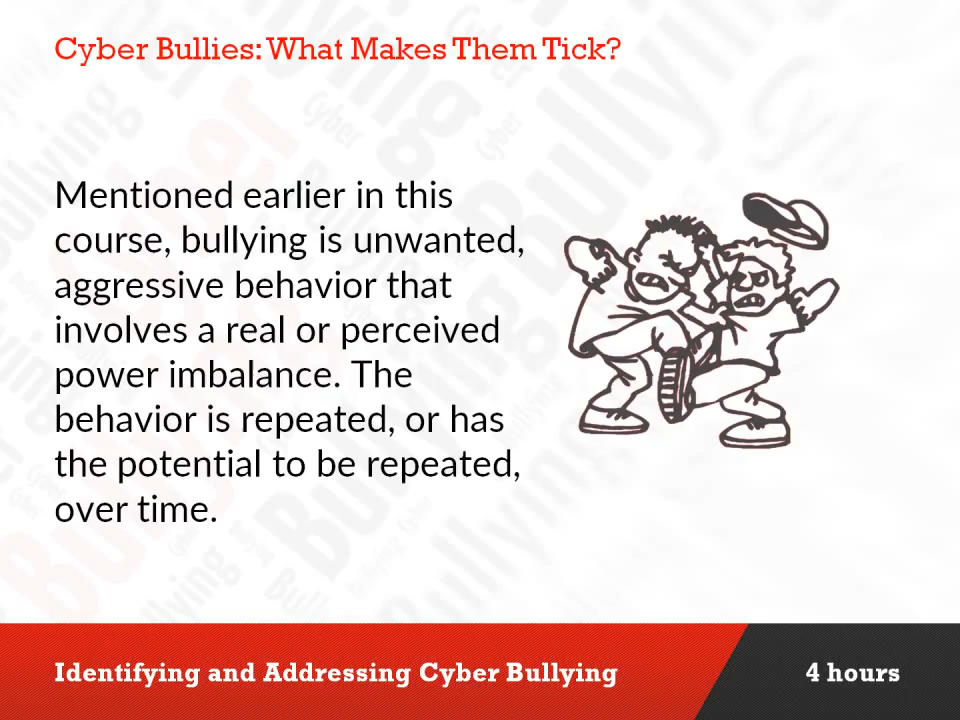 Cyber Bullies: What Makes Them Tick?
Mentioned earlier in this
course, bullying is unwanted,
aggressive behavior that
involves a real or perceived
power imbalance. The
behavior is repeated, or has
the potential to be repeated,
over time.
Identifying and Addressing Cyber Bullying
4 hours